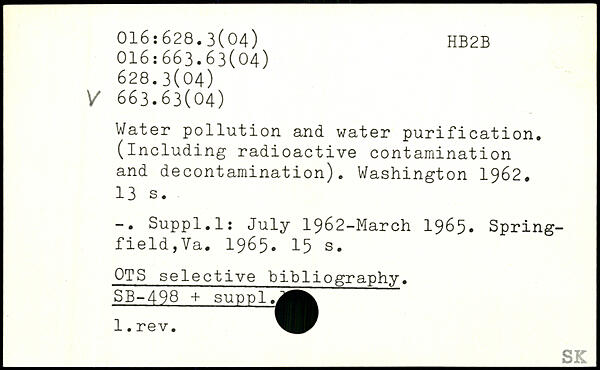 016:628.3(04) HB2B
016:663.63(04)
628.3(04)
V 663.63(04)
Water pollution and water purification.
(Including radioactive contamination
and decontamination). Washington 1962.
13 s.
-. Suppl.1: July 1962-March 1965. Spring-
field,Va. 1965. 15 s.
OTS selective bibliography.
SB-498 + suppl.
1.rev.
SK